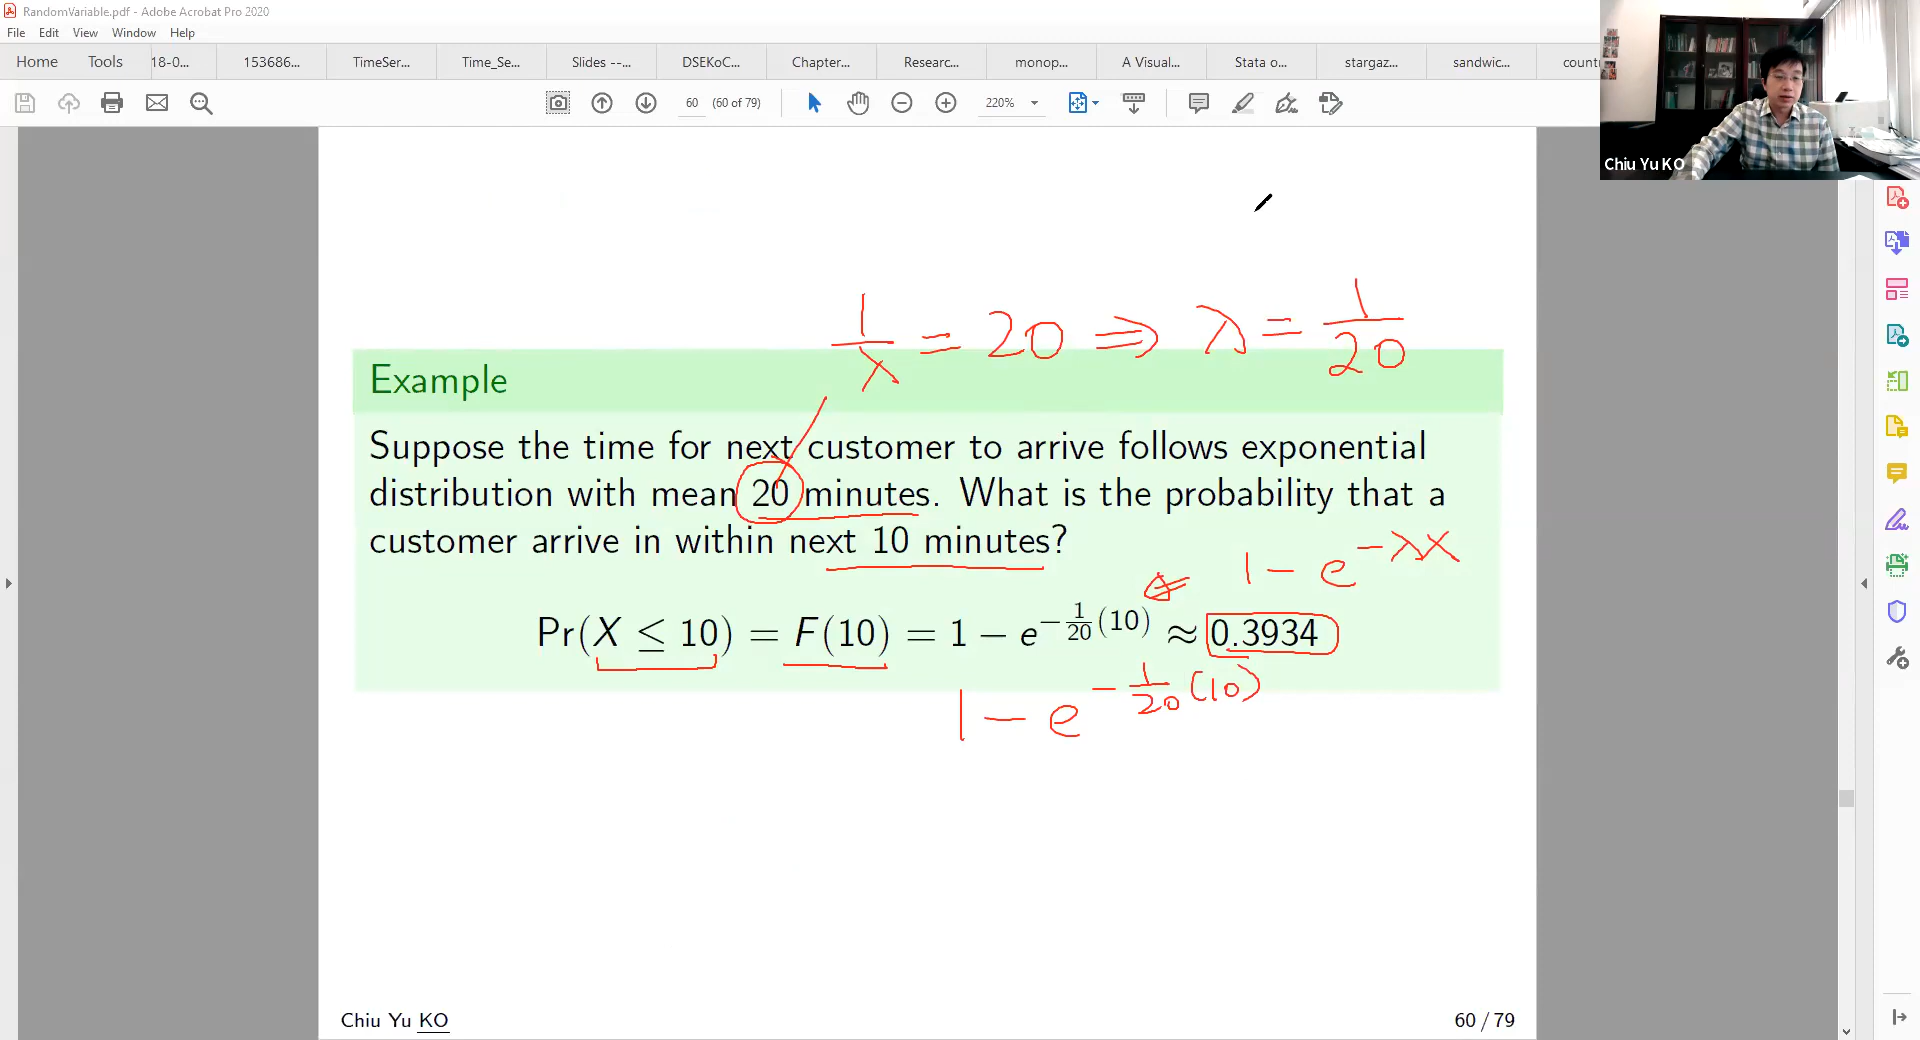 RandomVariable.pdf - Adobe Acrobat Pro 2020
File Edit View Window Help
Home Tools 18-0... 153686... TimeSer... Time_Se... Slides --... DSEKoC... Chapter... Researc... monop... A Visual... Stata o... stargaz... sandwic... coun
60 (60 of 79) 220%
Chiu Yu KO
1/λ = 20 ⇒ λ = 1/20
Example
Suppose the time for next customer to arrive follows exponential
distribution with mean 20 minutes. What is the probability that a
customer arrive in within next 10 minutes?
1 - e^{-λx}
Pr(X ≤ 10) = F(10) = 1 − e^{−1/20(10)} ≈ 0.3934
1 - e^{-1/20(10)}
Chiu Yu KO
60 / 79